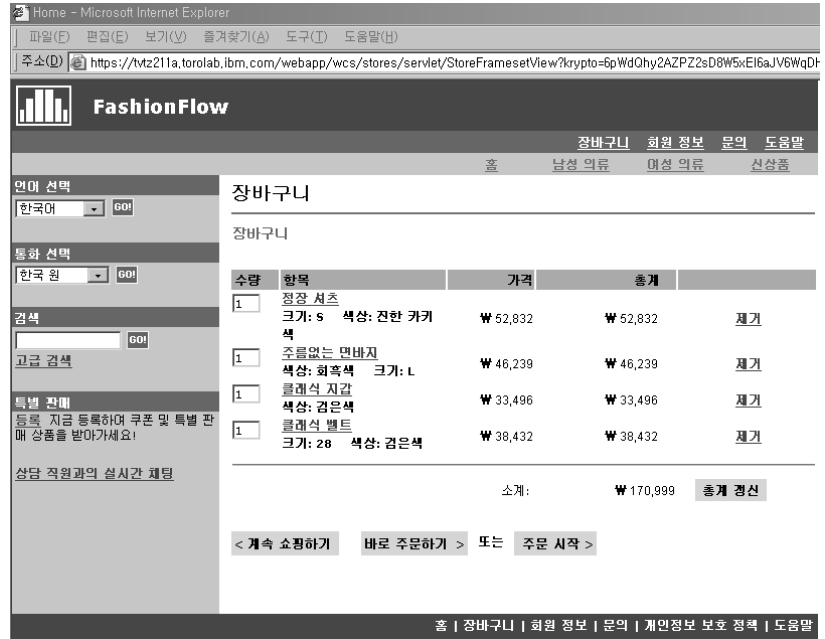 Home - Microsoft Internet Explorer
파일(F) 편집(E) 보기(V) 즐겨찾기(A) 도구(T) 도움말(H)
주소(D) https://tvtz211a.torolab.ibm.com/webapp/wcs/stores/servlet/StoreFramesetView?krypto=6pWdQhy2AZPZ2sD8W5xEI6aJV6WqDH
FashionFlow
장바구니 회원 정보 문의 도움말
홈 남성 의류 여성 의류 신상품
언어 선택
한국어 GO!
통화 선택
한국 원 GO!
검색
GO!
고급 검색
특별 판매
등록 지금 등록하여 쿠폰 및 특별 판
매 상품을 받아가세요!
상담 직원과의 실시간 채팅
장바구니
장바구니
수량 항목 가격 총계
1 정장 셔츠
크기: S 색상: 진한 카키
색
₩ 52,832 ₩ 52,832 제거
1 주름없는 면바지
색상: 회흑색 크기: L
₩ 46,239 ₩ 46,239 제거
1 클래식 지갑
색상: 검은색
₩ 33,496 ₩ 33,496 제거
1 클래식 벨트
크기: 28 색상: 검은색
₩ 38,432 ₩ 38,432 제거
소계: ₩ 170,999 총계 갱신
< 계속 쇼핑하기 바로 주문하기 > 또는 주문 시작 >
홈 | 장바구니 | 회원 정보 | 문의 | 개인정보 보호 정책 | 도움말